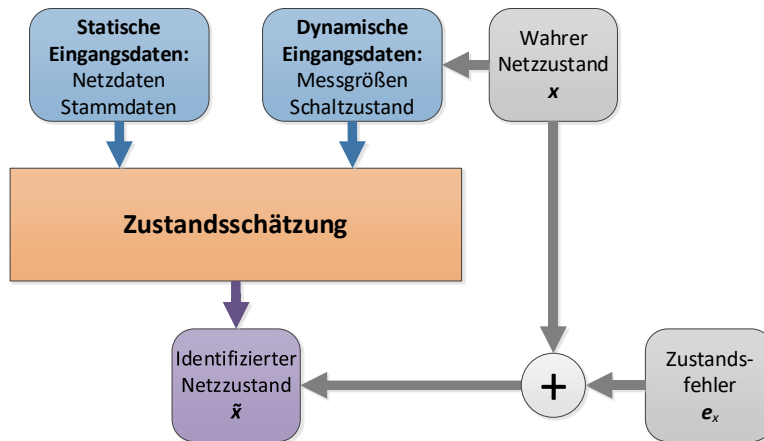 Statische
Eingangsdaten:
Netzdaten
Stammdaten
Dynamische
Eingangsdaten:
Messgrößen
Schaltzustand
Wahrer
Netzzustand
x
Zustandsschätzung
Identifizierter
Netzzustand
x̃
+
Zustands-
fehler
eₓ